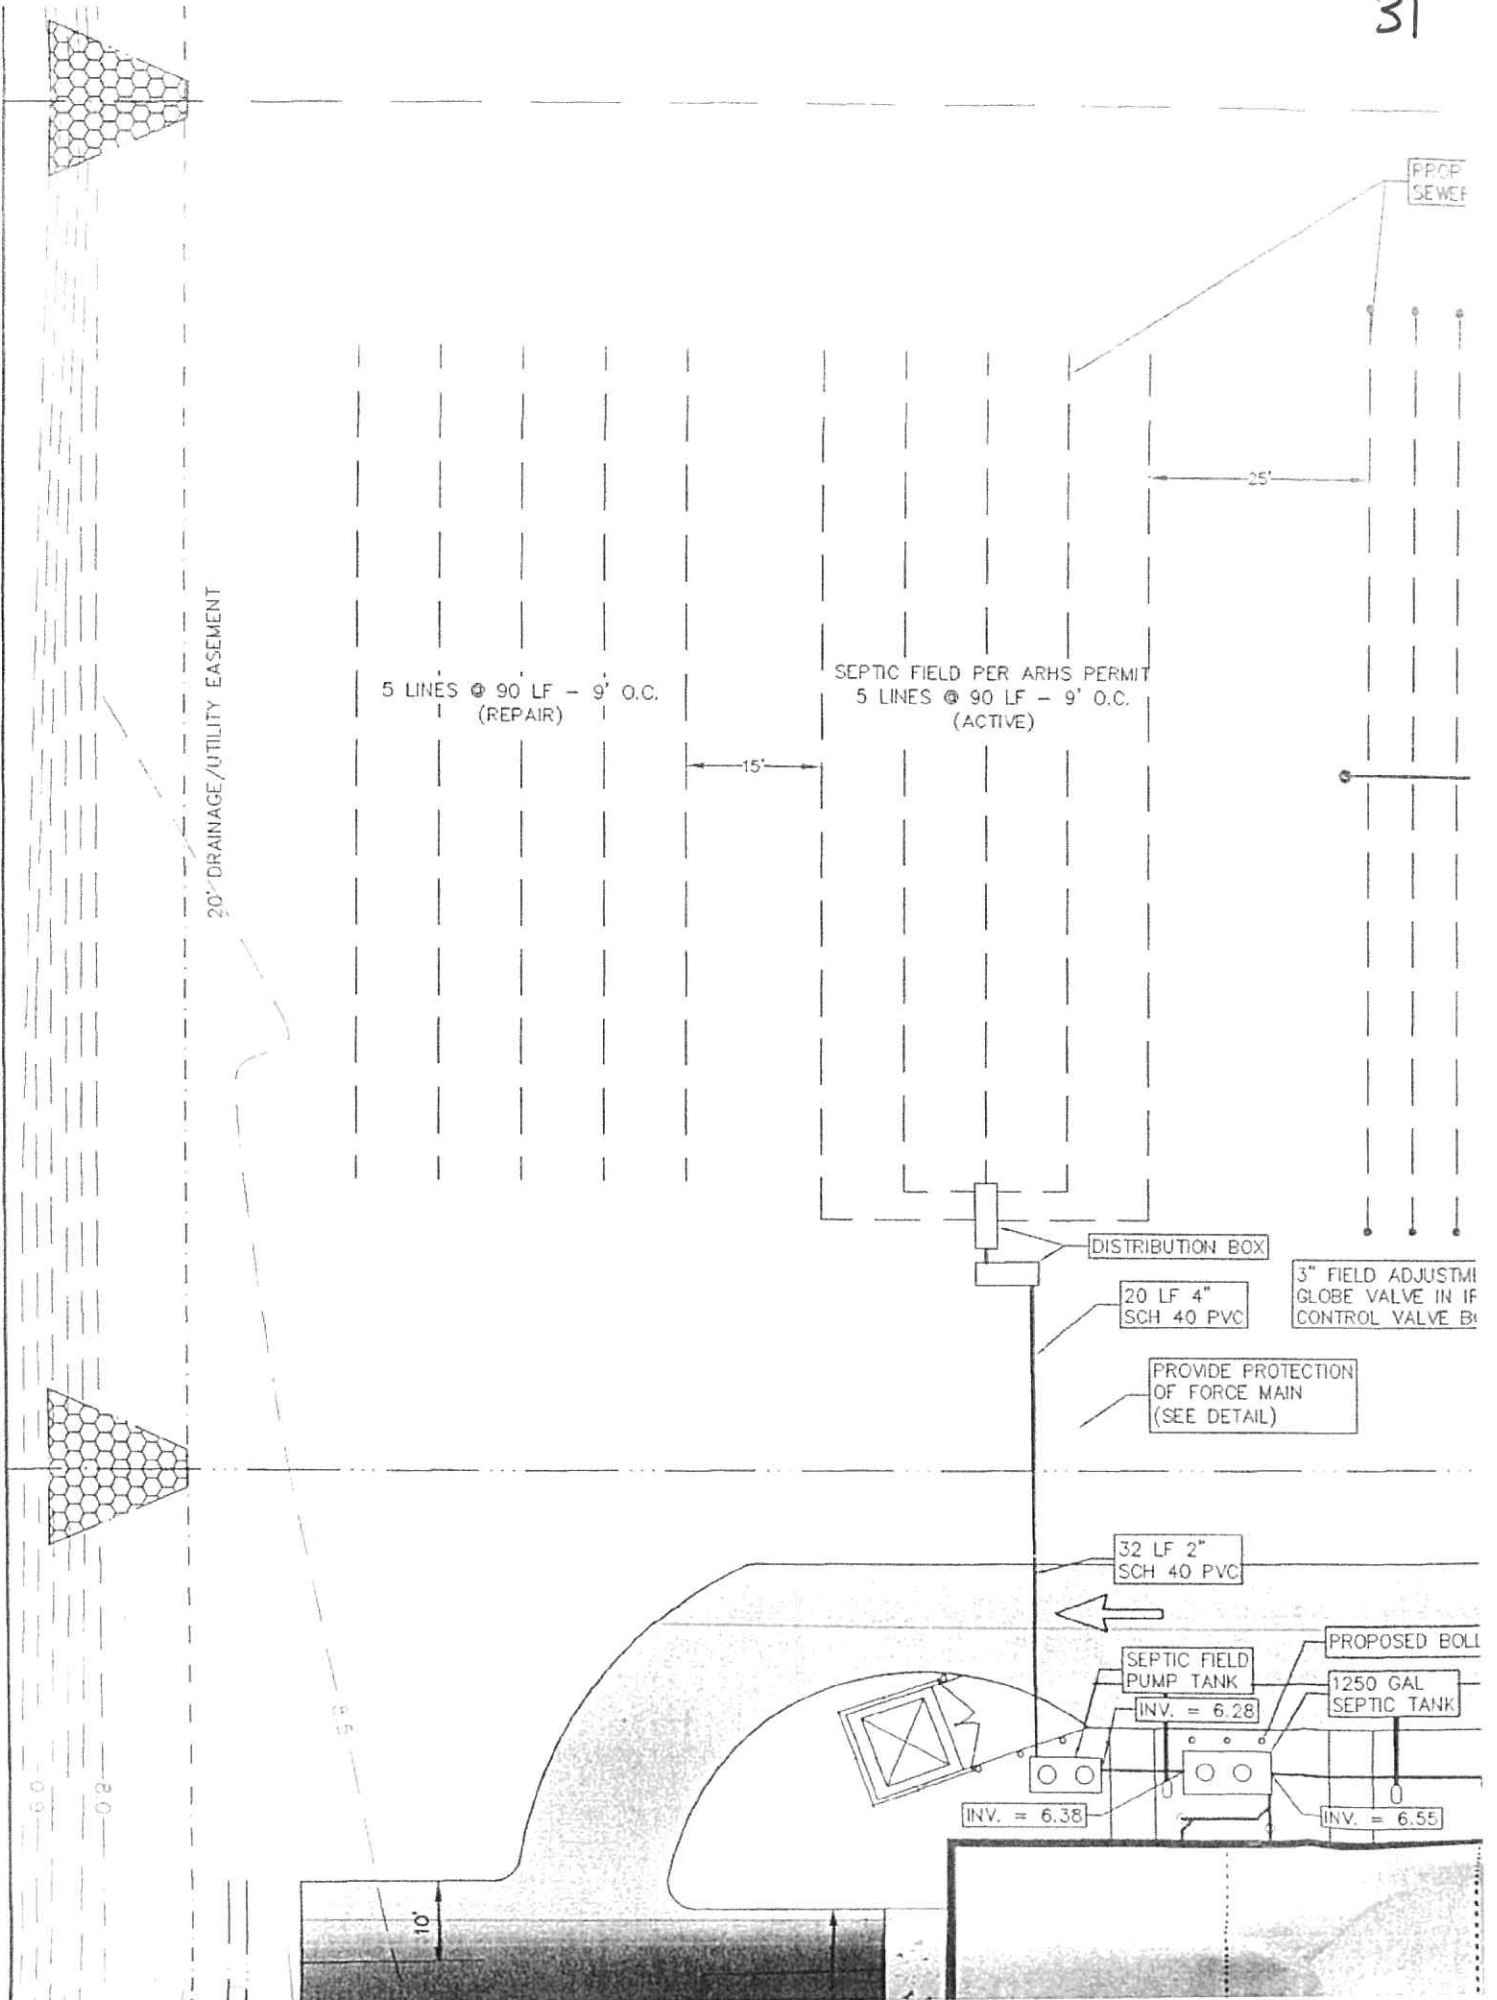 31
PROP
SEWER
25'
20' DRAINAGE/UTILITY EASEMENT
5 LINES @ 90 LF - 9' O.C.
(REPAIR)
SEPTIC FIELD PER ARHS PERMIT
5 LINES @ 90 LF - 9' O.C.
(ACTIVE)
15'
DISTRIBUTION BOX
20 LF 4"
SCH 40 PVC
3" FIELD ADJUSTM
GLOBE VALVE IN
CONTROL VALVE B
PROVIDE PROTECTION
OF FORCE MAIN
(SEE DETAIL)
32 LF 2"
SCH 40 PVC
PROPOSED BOLL
SEPTIC FIELD
PUMP TANK
1250 GAL
SEPTIC TANK
INV. = 6.28
INV. = 6.38
INV. = 6.55
10'